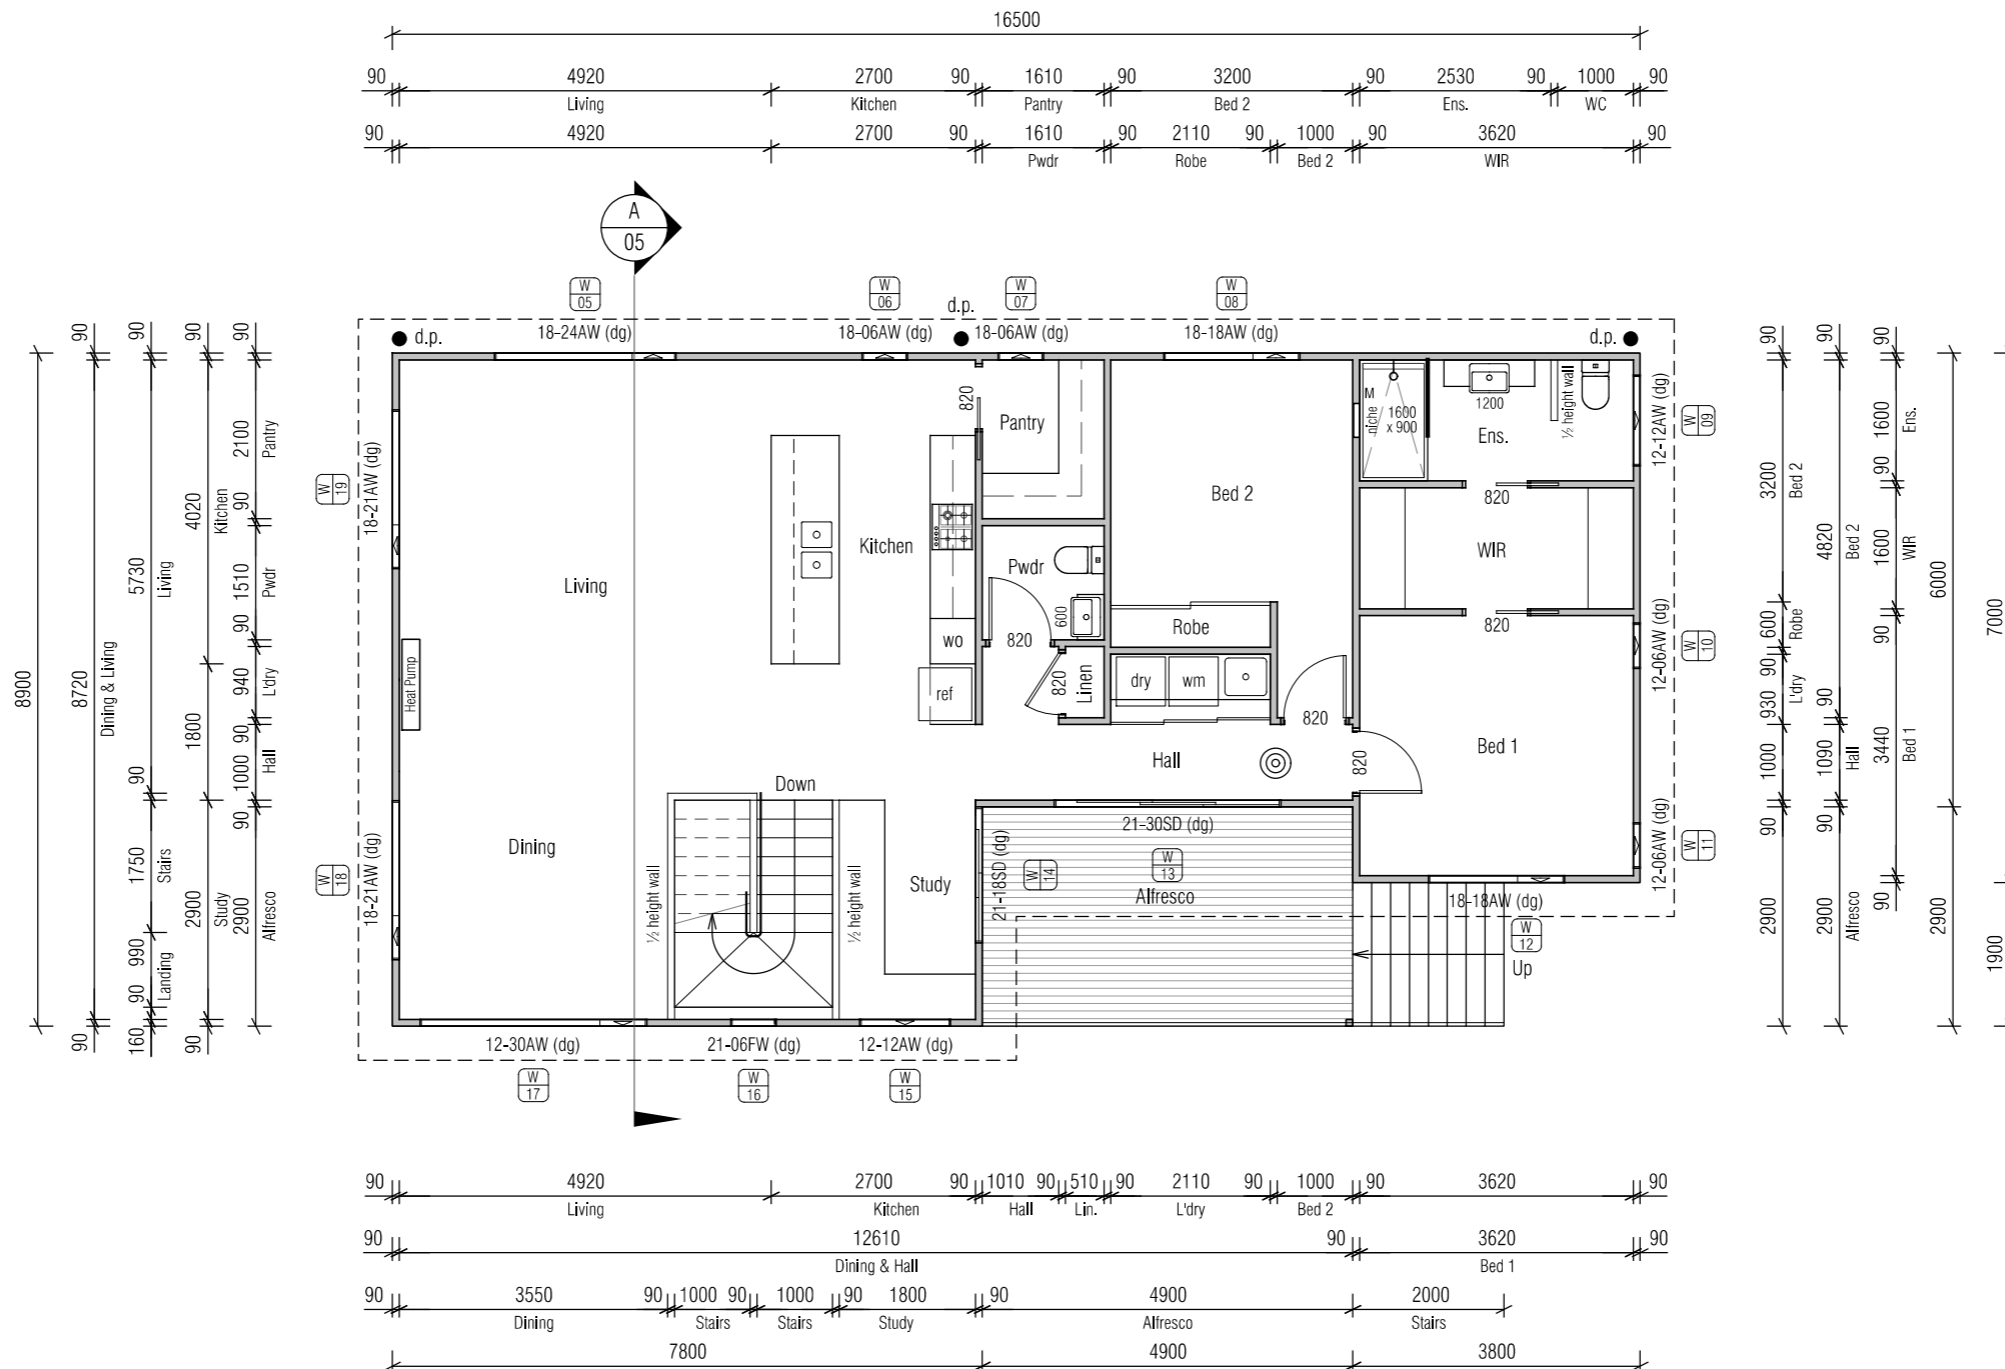 16500
90 4920 2700 90 1610 90 3200 90 2530 90 1000 90
Living Kitchen Pantry Bed 2 Ens. WC
90 4920 2700 90 1610 90 2110 90 1000 90 3620 90
Pwdr Robe Bed 2 WIR
A
05
W
05
W
06
d.p.
W
07
W
08
d.p. 18-24AW (dg) 18-06AW (dg) 18-06AW (dg) 18-18AW (dg) d.p.
W
19
18-21AW (dg)
W
18
18-21AW (dg)
Living
Kitchen
Heat Pump
Dining
Down
½ height wall
½ height wall
Study
WO
ref
820
Pantry
Pwdr
600
820
820
Linen
Bed 2
Robe
dry
wm
820
Hall
820
M
niche
1600
x 900
1200
½ height wall
Ens.
820
WIR
820
Bed 1
12-12AW (dg)
W
09
12-06AW (dg)
W
10
12-06AW (dg)
W
11
21-30SD (dg)
21-18SD (dg)
W
14
W
13
Alfresco
18-18AW (dg)
W
12
Up
12-30AW (dg) 21-06FW (dg) 12-12AW (dg)
W
17
W
16
W
15
8900
90 8720 90
Dining & Living
90 5730 90 1750 990 90 160
Living Stairs Landing
90 4020 1800 2900 90
Kitchen Study
90 2100 90 1510 90 940 90 1000 90 2900
Pantry Pwdr L'dry Hall Alfresco
90 3200 600 90 930 1000 90 2900
Bed 2 Robe L'dry
90 4820 90 1090 90 2900
Bed 2 Hall Alfresco
90 1600 90 1600 90 3440 90
Ens. WIR Bed 1
6000 2900
7000 1900
90 4920 2700 90 1010 90 510 90 2110 90 1000 90 3620 90
Living Kitchen Hall Lin. L'dry Bed 2
90 12610 90 3620 90
Dining & Hall Bed 1
90 3550 90 1000 90 1000 90 1800 90 4900 2000
Dining Stairs Stairs Study Alfresco Stairs
7800 4900 3800